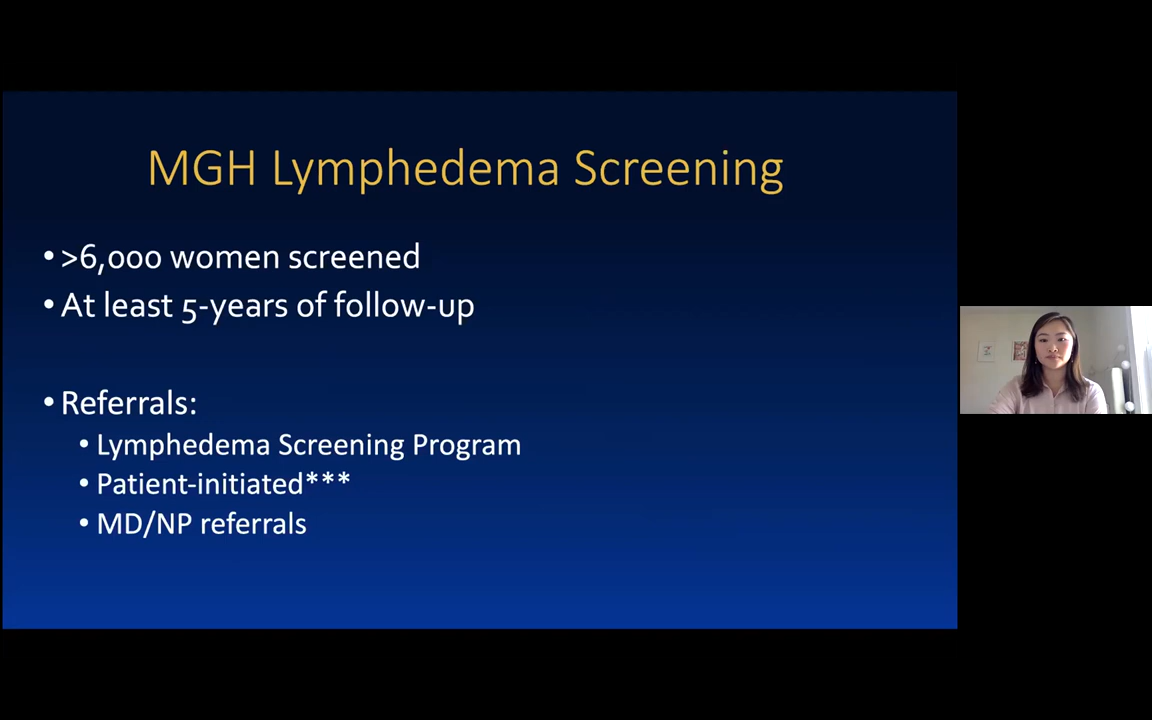 MGH Lymphedema Screening
• >6,000 women screened
• At least 5-years of follow-up
• Referrals:
• Lymphedema Screening Program
• Patient-initiated***
• MD/NP referrals